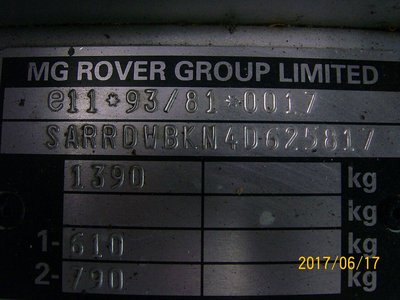 MG ROVER GROUP LIMITED
e11*93/81*0017
SARRDWBKN4D625817
1390 kg
kg
1- 610 kg
2- 790 kg
2017/06/17